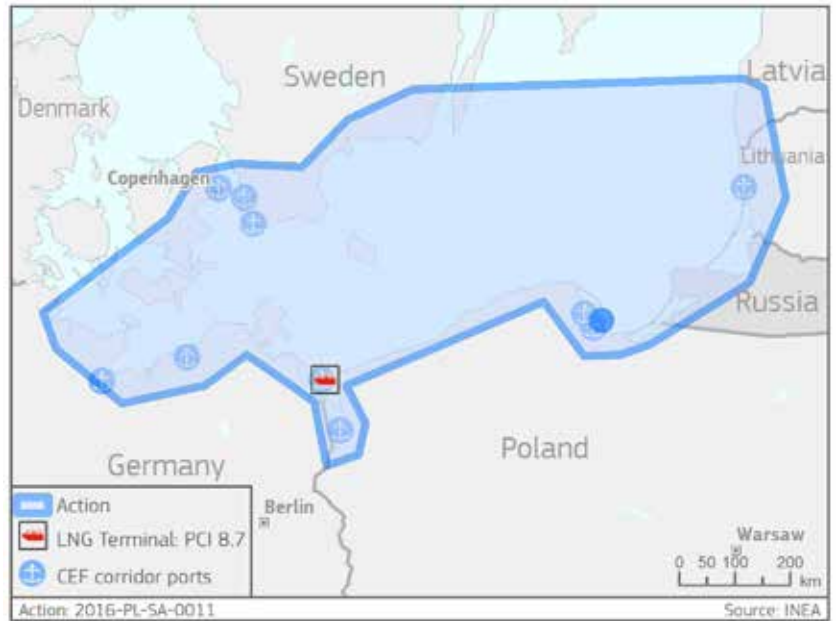 Sweden
Latvia
Denmark
Lithuania
Copenhagen
Russia
Poland
Germany
Berlin
Warsaw
Action
LNG Terminal: PCI 8.7
CEF corridor ports
0 50 100 200
km
Action: 2016-PL-SA-0011
Source: INEA